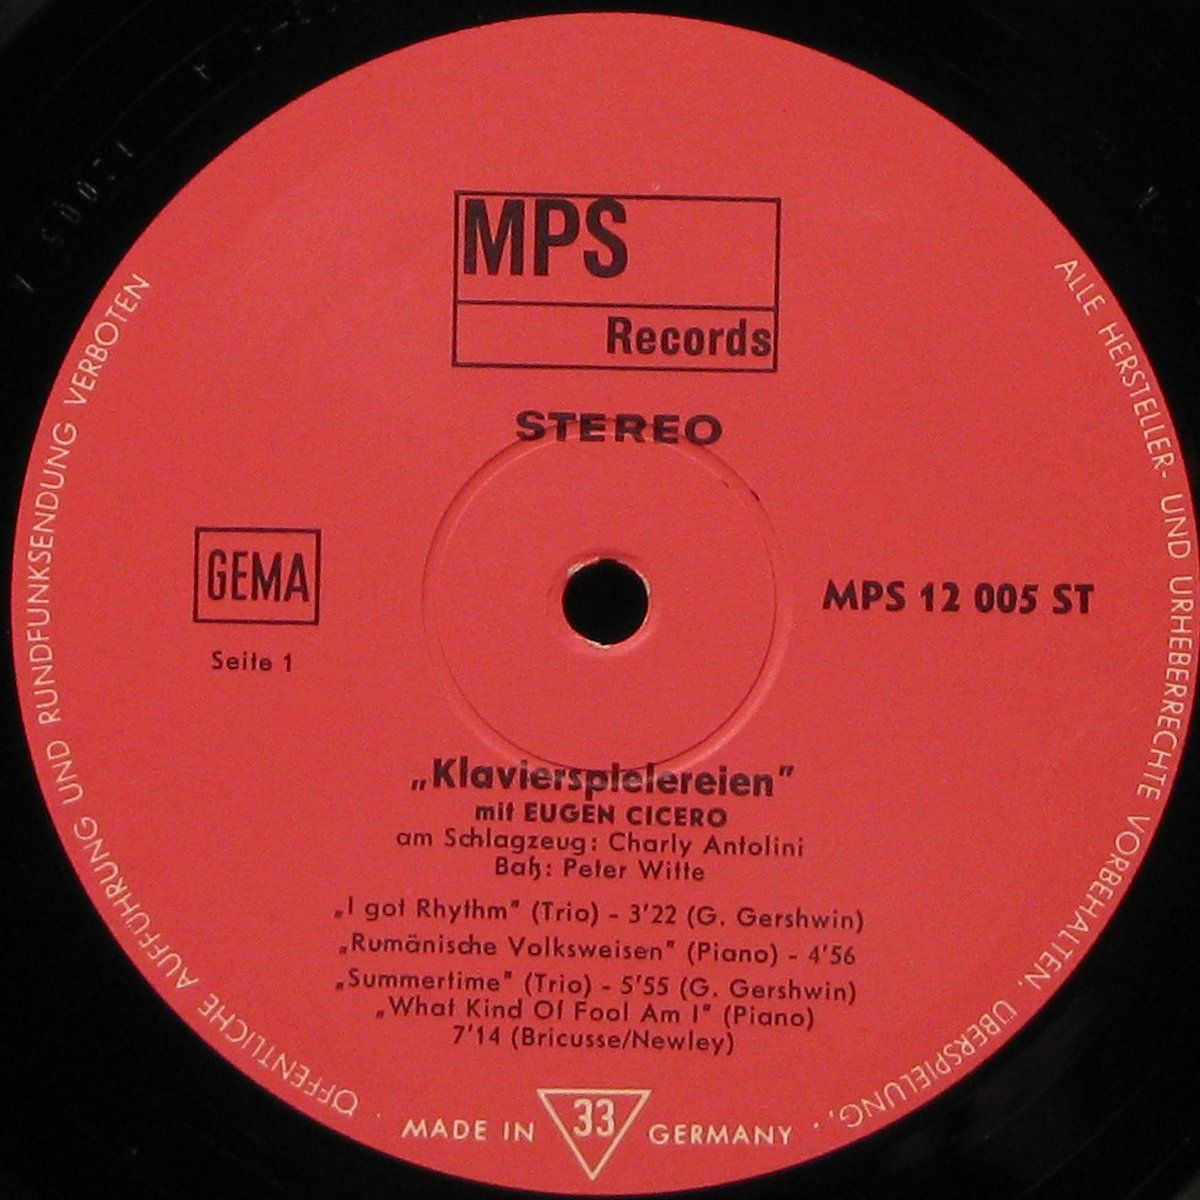 MPS
Records
STEREO
GEMA
Seite 1
MPS 12 005 ST
„Klavierspielereien"
mit EUGEN CICERO
am Schlagzeug: Charly Antolini
Baß: Peter Witte
„I got Rhythm" (Trio) - 3'22 (G. Gershwin)
„Rumänische Volksweisen" (Piano) - 4'56
„Summertime" (Trio) - 5'55 (G. Gershwin)
„What Kind Of Fool Am I" (Piano)
7'14 (Bricusse/Newley)
MADE IN 33 GERMANY
ALLE HERSTELLER- UND URHEBERRECHTE VORBEHALTEN. ÜBERSPIELUNG,
ÖFFENTLICHE AUFFÜHRUNG UND RUNDFUNKSENDUNG VERBOTEN